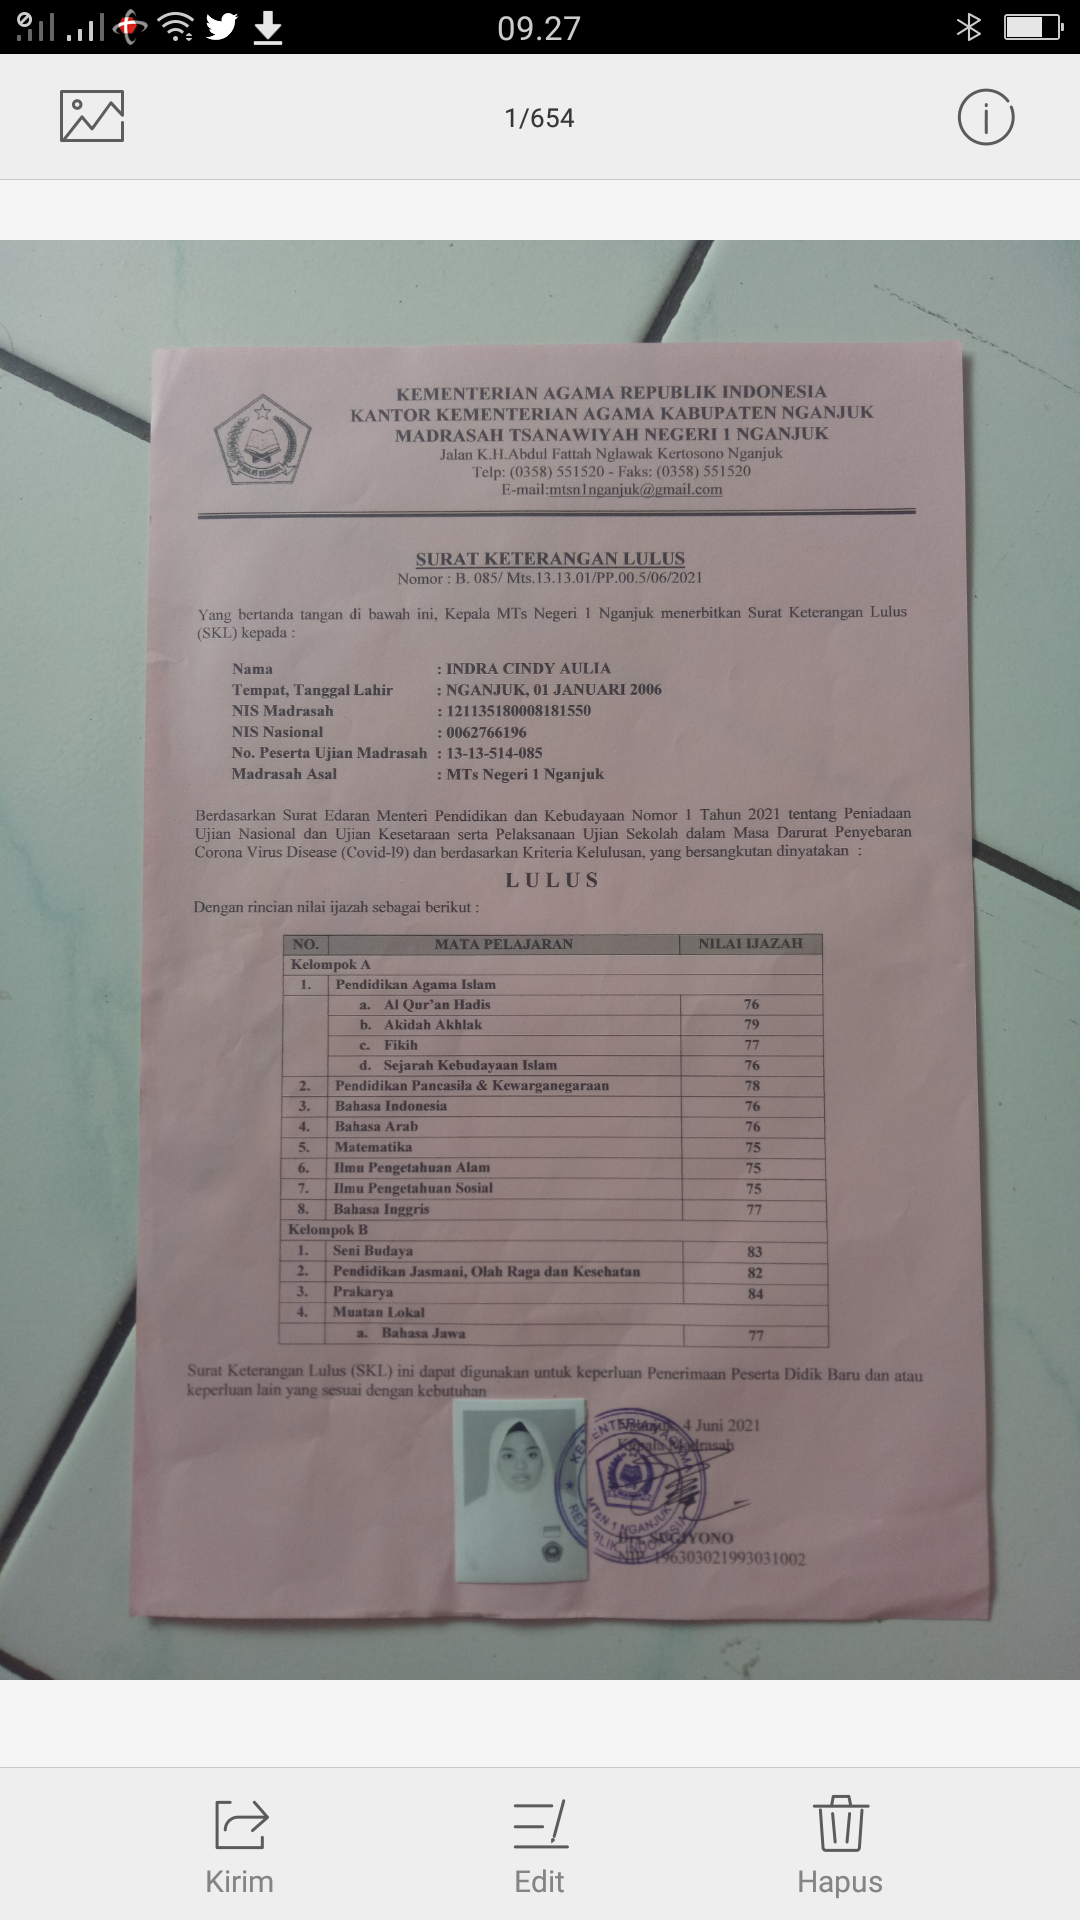 09.27
1/654
KEMENTERIAN AGAMA REPUBLIK INDONESIA
KANTOR KEMENTERIAN AGAMA KABUPATEN NGANJUK
MADRASAH TSANAWIYAH NEGERI 1 NGANJUK
Jalan K.H.Abdul Fattah Nglawak Kertosono Nganjuk
Telp: (0358) 551520 - Faks: (0358) 551520
E-mail:mtsn1nganjuk@gmail.com
SURAT KETERANGAN LULUS
Nomor : B. 085/ Mts.13.13.01/PP.00.5/06/2021
Yang bertanda tangan di bawah ini, Kepala MTs Negeri 1 Nganjuk menerbitkan Surat Keterangan Lulus
(SKL) kepada :
Nama : INDRA CINDY AULIA
Tempat, Tanggal Lahir : NGANJUK, 01 JANUARI 2006
NIS Madrasah : 121135180008181550
NIS Nasional : 0062766196
No. Peserta Ujian Madrasah : 13-13-514-085
Madrasah Asal : MTs Negeri 1 Nganjuk
Berdasarkan Surat Edaran Menteri Pendidikan dan Kebudayaan Nomor 1 Tahun 2021 tentang Peniadaan
Ujian Nasional dan Ujian Kesetaraan serta Pelaksanaan Ujian Sekolah dalam Masa Darurat Penyebaran
Corona Virus Disease (Covid-19) dan berdasarkan Kriteria Kelulusan, yang bersangkutan dinyatakan :
L U L U S
Dengan rincian nilai ijazah sebagai berikut :
NO. MATA PELAJARAN NILAI IJAZAH
Kelompok A
1. Pendidikan Agama Islam
a. Al Qur'an Hadis 76
b. Akidah Akhlak 79
c. Fikih 77
d. Sejarah Kebudayaan Islam 76
2. Pendidikan Pancasila & Kewarganegaraan 78
3. Bahasa Indonesia 76
4. Bahasa Arab 76
5. Matematika 75
6. Ilmu Pengetahuan Alam 75
7. Ilmu Pengetahuan Sosial 75
8. Bahasa Inggris 77
Kelompok B
1. Seni Budaya 83
2. Pendidikan Jasmani, Olah Raga dan Kesehatan 82
3. Prakarya 84
4. Muatan Lokal
a. Bahasa Jawa 77
Surat Keterangan Lulus (SKL) ini dapat digunakan untuk keperluan Penerimaan Peserta Didik Baru dan atau
keperluan lain yang sesuai dengan kebutuhan
Nganjuk, 4 Juni 2021
Kepala Madrasah
MTsN 1 NGANJUK
Drs. SUGIYONO
NIP. 196303021993031002
Kirim
Edit
Hapus